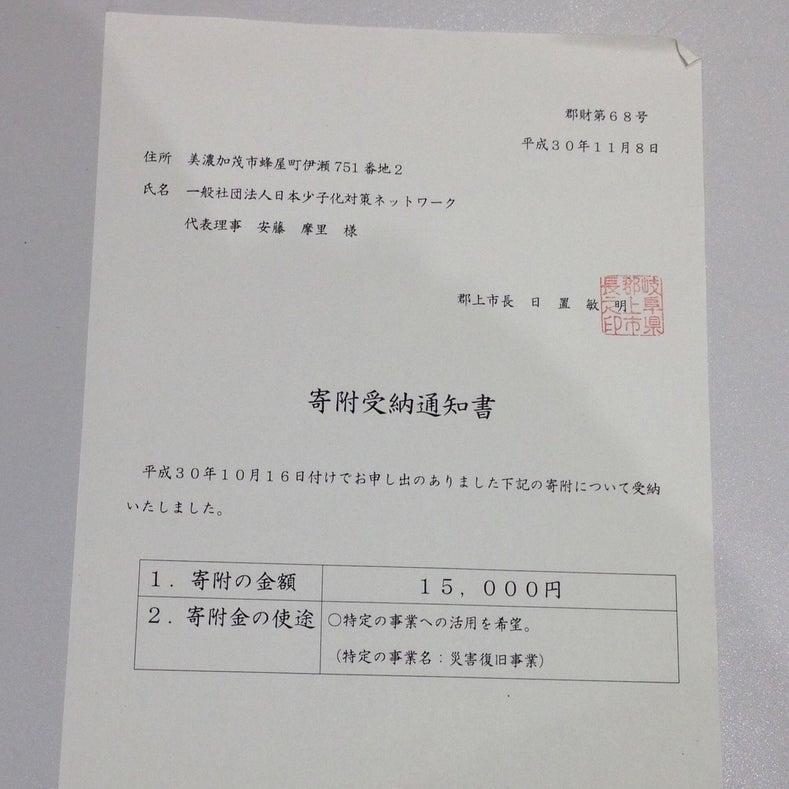 郡財第６８号
平成３０年１１月８日
住所　美濃加茂市蜂屋町伊瀬751番地2
氏名　一般社団法人日本少子化対策ネットワーク
代表理事　安藤　摩里　様
郡上市長　日　置　敏　明
岐阜県郡上市長之印
寄附受納通知書
平成３０年１０月１６日付けでお申し出のありました下記の寄附について受納
いたしました。
１．寄附の金額　１５，０００円
２．寄附金の使途　〇特定の事業への活用を希望。
（特定の事業名：災害復旧事業）